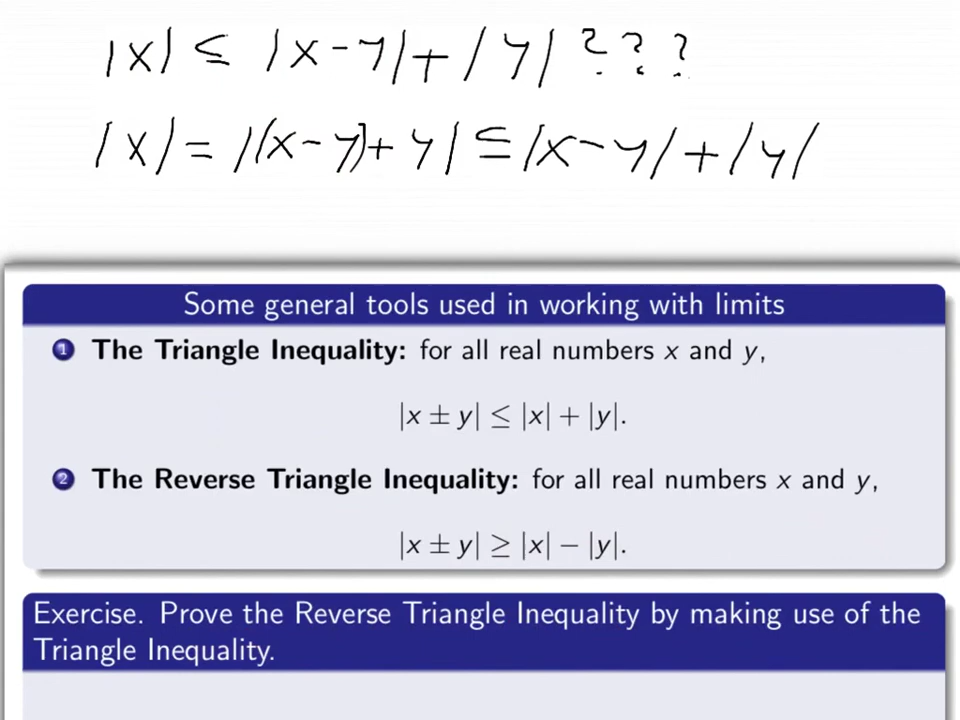 |x| ≤ |x-y|+|y| ???
|x| = |(x-y)+y| ≤ |x-y|+|y|
Some general tools used in working with limits
1 The Triangle Inequality: for all real numbers x and y,
|x ± y| ≤ |x| + |y|.
2 The Reverse Triangle Inequality: for all real numbers x and y,
|x ± y| ≥ |x| − |y|.
Exercise. Prove the Reverse Triangle Inequality by making use of the
Triangle Inequality.